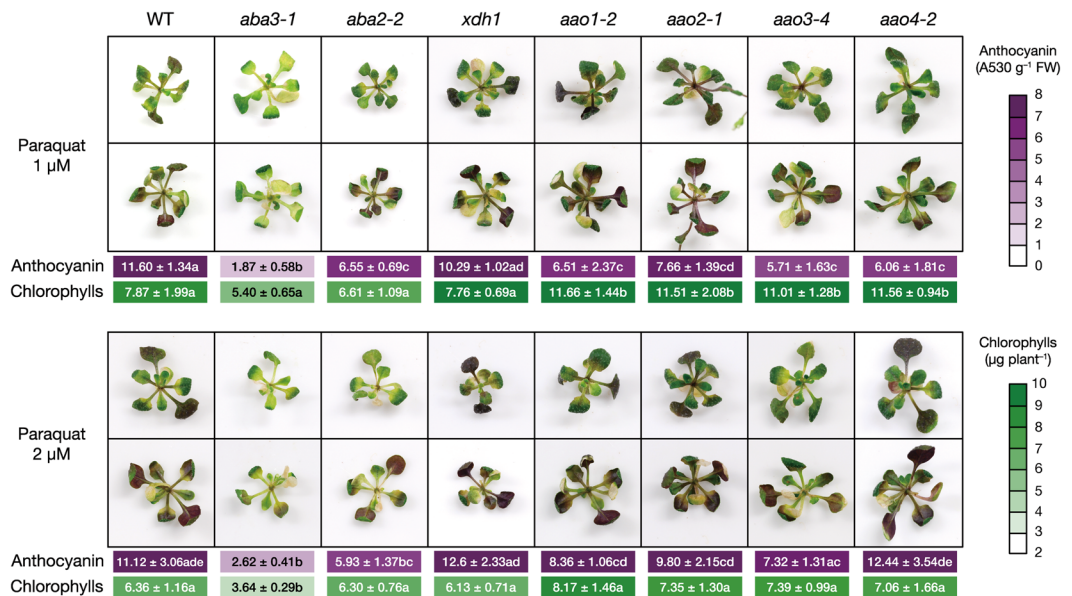 WT aba3-1 aba2-2 xdh1 aao1-2 aao2-1 aao3-4 aao4-2
Paraquat
1 µM
Anthocyanin 11.60 ± 1.34a 1.87 ± 0.58b 6.55 ± 0.69c 10.29 ± 1.02ad 6.51 ± 2.37c 7.66 ± 1.39cd 5.71 ± 1.63c 6.06 ± 1.81c
Chlorophylls 7.87 ± 1.99a 5.40 ± 0.65a 6.61 ± 1.09a 7.76 ± 0.69a 11.66 ± 1.44b 11.51 ± 2.08b 11.01 ± 1.28b 11.56 ± 0.94b
Paraquat
2 µM
Anthocyanin 11.12 ± 3.06ade 2.62 ± 0.41b 5.93 ± 1.37bc 12.6 ± 2.33ad 8.36 ± 1.06cd 9.80 ± 2.15cd 7.32 ± 1.31ac 12.44 ± 3.54de
Chlorophylls 6.36 ± 1.16a 3.64 ± 0.29b 6.30 ± 0.76a 6.13 ± 0.71a 8.17 ± 1.46a 7.35 ± 1.30a 7.39 ± 0.99a 7.06 ± 1.66a
Anthocyanin
(A530 g⁻¹ FW)
8
7
6
5
4
3
2
1
0
Chlorophylls
(µg plant⁻¹)
10
9
8
7
6
5
4
3
2